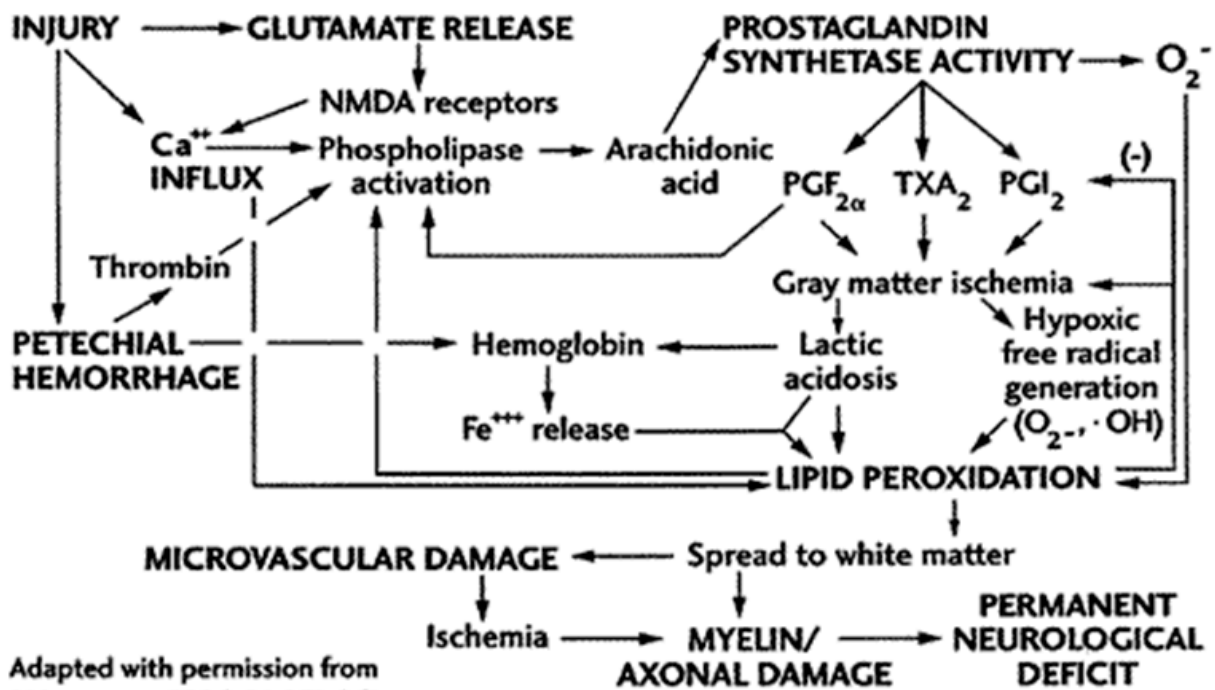 INJURY
GLUTAMATE RELEASE
PROSTAGLANDIN
SYNTHETASE ACTIVITY
O₂⁻
NMDA receptors
Ca⁺⁺
INFLUX
Phospholipase
activation
Arachidonic
acid
PGF₂α
TXA₂
PGI₂
(-)
Thrombin
Gray matter ischemia
PETECHIAL
HEMORRHAGE
Hemoglobin
Lactic
acidosis
Hypoxic
free radical
generation
(O₂₋, · OH)
Fe⁺⁺⁺ release
LIPID PEROXIDATION
MICROVASCULAR DAMAGE
Spread to white matter
Ischemia
MYELIN/
AXONAL DAMAGE
PERMANENT
NEUROLOGICAL
DEFICIT
Adapted with permission from